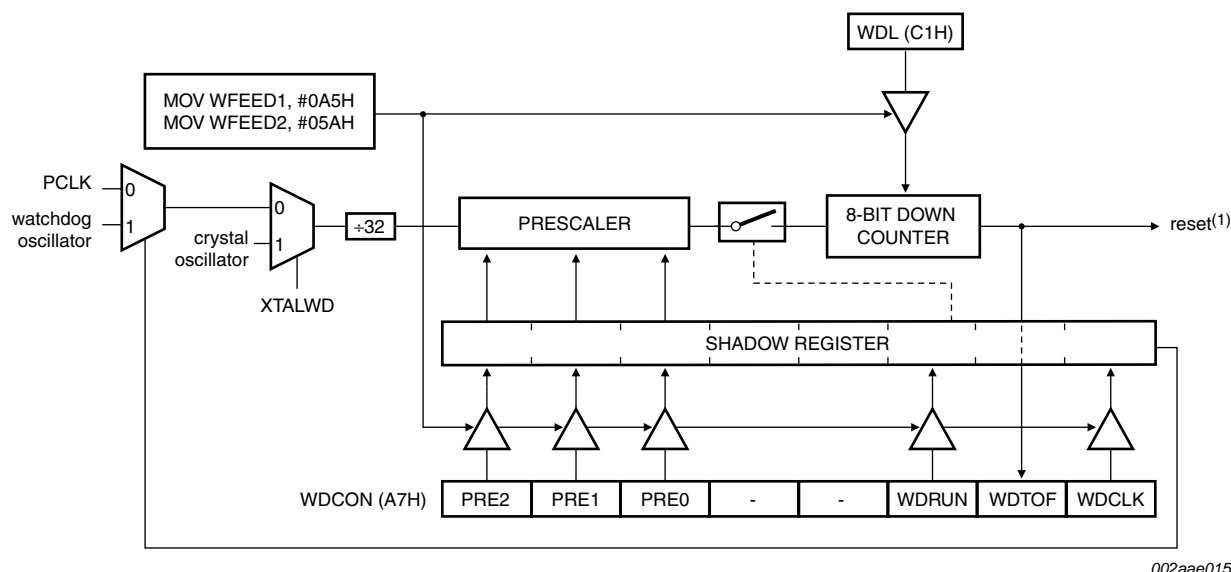 WDL (C1H)
MOV WFEED1, #0A5H
MOV WFEED2, #05AH
PCLK
0
watchdog
oscillator
1
0
crystal
oscillator
1
XTALWD
÷32
PRESCALER
8-BIT DOWN
COUNTER
reset(1)
SHADOW REGISTER
WDCON (A7H)
PRE2
PRE1
PRE0
-
-
WDRUN
WDTOF
WDCLK
002aae015